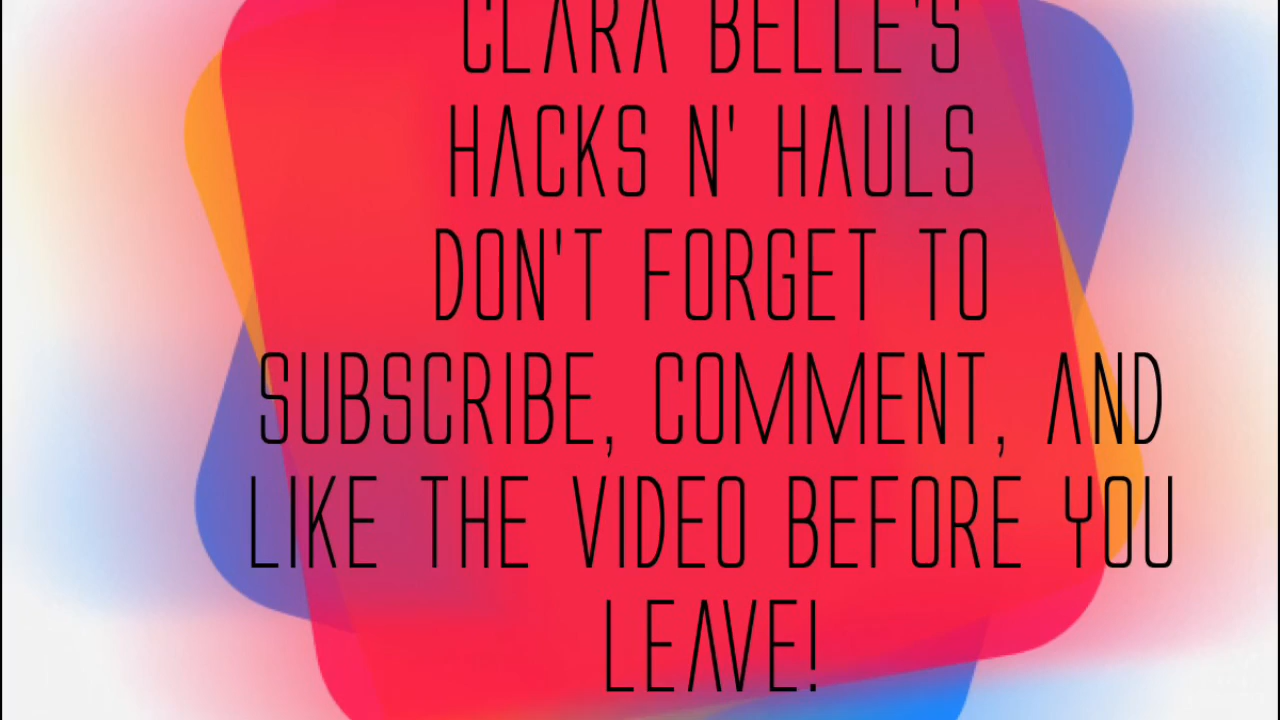 CLARA BELLE'S
HACKS N' HAULS
DON'T FORGET TO
SUBSCRIBE, COMMENT, AND
LIKE THE VIDEO BEFORE YOU
LEAVE!